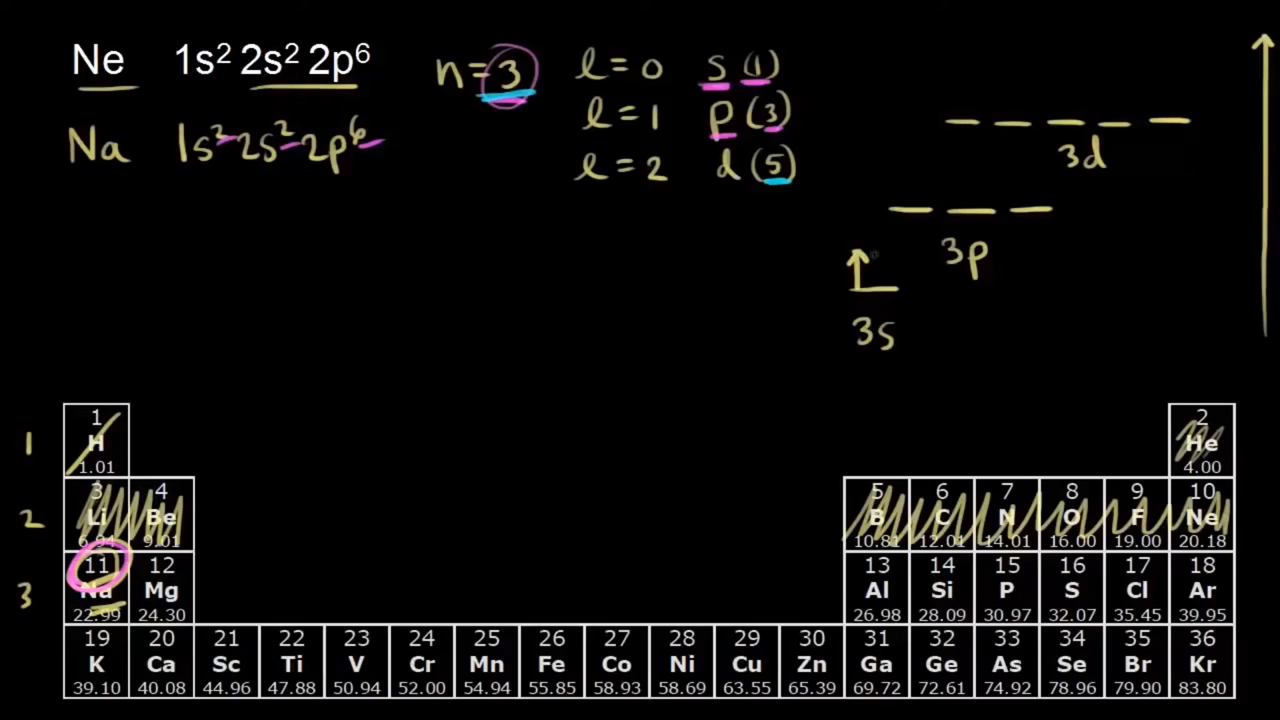 Ne 1s² 2s² 2p⁶ n=3 l=0 s(1)
Na 1s²2s²2p⁶ l=1 p(3)
l=2 d(5)
3d
3p
3s
1 2
1 H He
1.01 4.00
3 4 5 6 7 8 9 10
2 Li Be B C N O F Ne
6.94 9.01 10.81 12.01 14.01 16.00 19.00 20.18
11 12 13 14 15 16 17 18
3 Na Mg Al Si P S Cl Ar
22.99 24.30 26.98 28.09 30.97 32.07 35.45 39.95
19 20 21 22 23 24 25 26 27 28 29 30 31 32 33 34 35 36
K Ca Sc Ti V Cr Mn Fe Co Ni Cu Zn Ga Ge As Se Br Kr
39.10 40.08 44.96 47.88 50.94 52.00 54.94 55.85 58.93 58.69 63.55 65.39 69.72 72.61 74.92 78.96 79.90 83.80